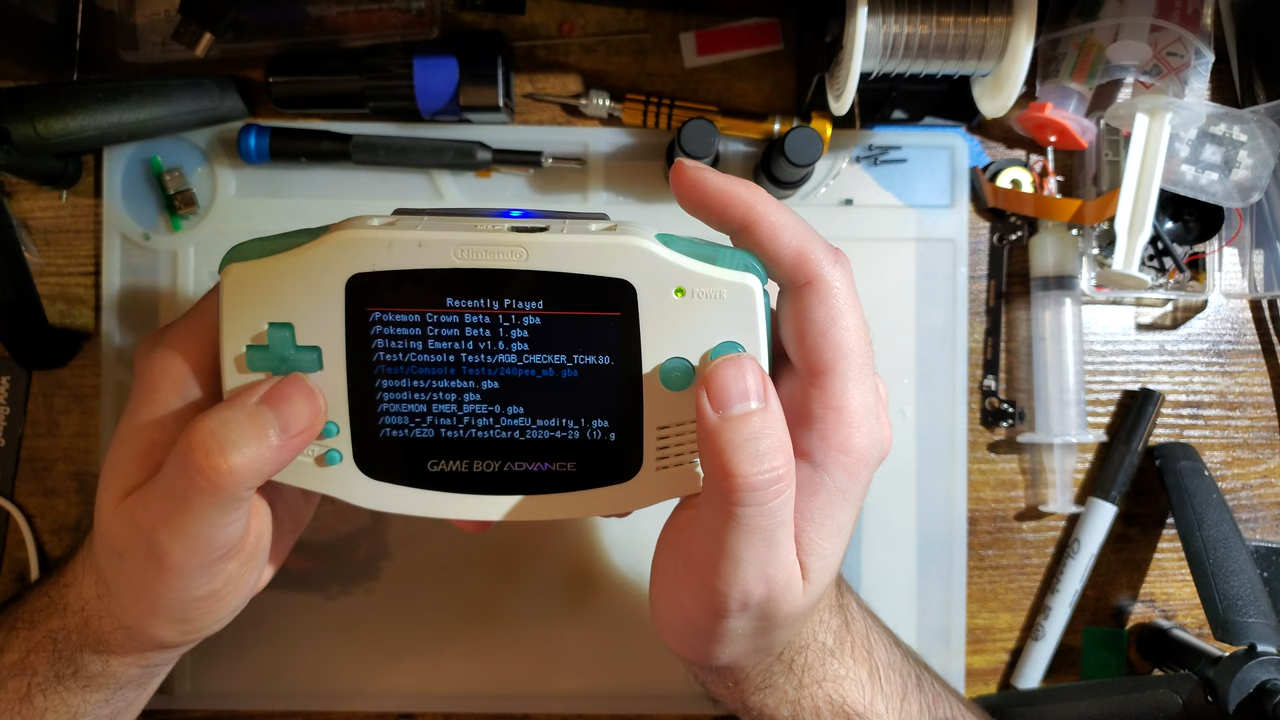 Nintendo
POWER
Recently Played
/Pokemon Crown Beta 1_1.gba
/Pokemon Crown Beta 1.gba
/Blazing Emerald v1.6.gba
/Test/Console Tests/AGB_CHECKER_TCHK30.
/Test/Console Tests/240pee_mb.gba
/goodies/sukeban.gba
/goodies/stop.gba
/POKEMON EMER_BPEE-0.gba
/0083_-_Final_Fight_OneEU_modify_1.gba
/Test/EZO Test/TestCard_2020-4-29 (1).g
GAME BOY ADVANCE